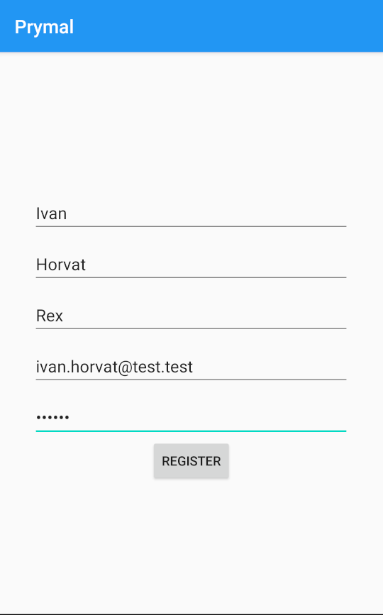 Prymal
Ivan
Horvat
Rex
ivan.horvat@test.test
••••••
REGISTER